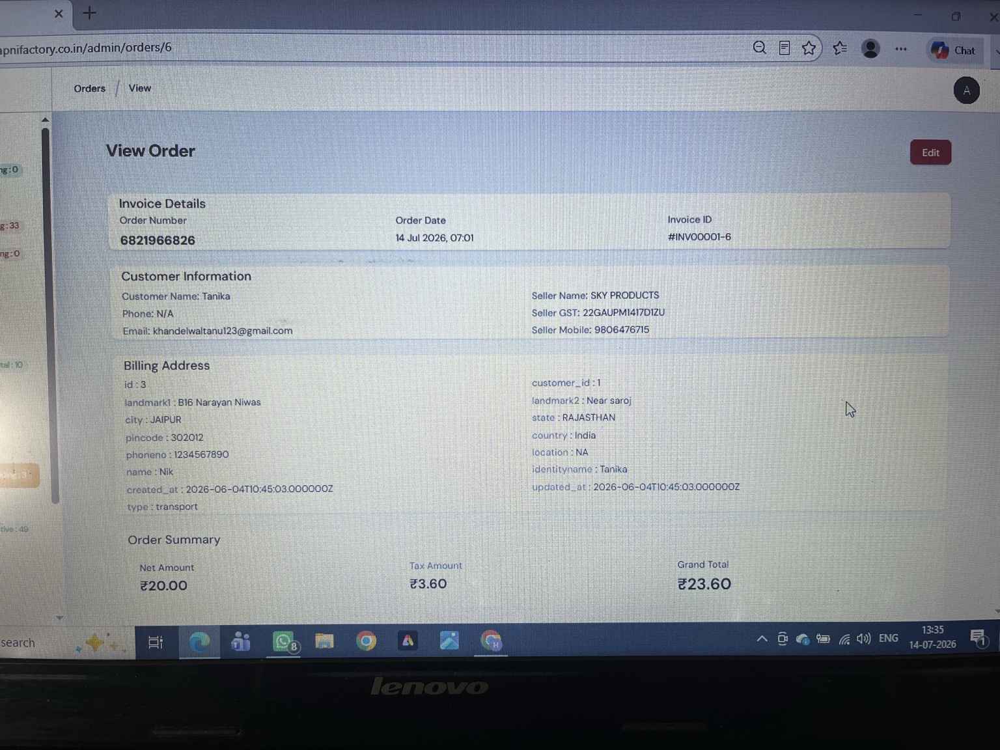 apnifactory.co.in/admin/orders/6
Chat
Orders / View
A
View Order
Edit
ng:0
g:33
ng:0
tal:10
tive:49
Invoice Details
Order Number
6821966826
Order Date
14 Jul 2026, 07:01
Invoice ID
#INV00001-6
Customer Information
Customer Name: Tanika
Phone: N/A
Email: khandelwaltanu123@gmail.com
Seller Name: SKY PRODUCTS
Seller GST: 22GAUPM1417D1ZU
Seller Mobile: 9806476715
Billing Address
id : 3
landmark1 : B16 Narayan Niwas
city : JAIPUR
pincode : 302012
phoneno : 1234567890
name : Nik
created_at : 2026-06-04T10:45:03.000000Z
type : transport
customer_id : 1
landmark2 : Near saroj
state : RAJASTHAN
country : India
location : NA
identityname : Tanika
updated_at : 2026-06-04T10:45:03.000000Z
Order Summary
Net Amount
₹20.00
Tax Amount
₹3.60
Grand Total
₹23.60
search
8
H
ENG
13:35
14-07-2026
1
lenovo